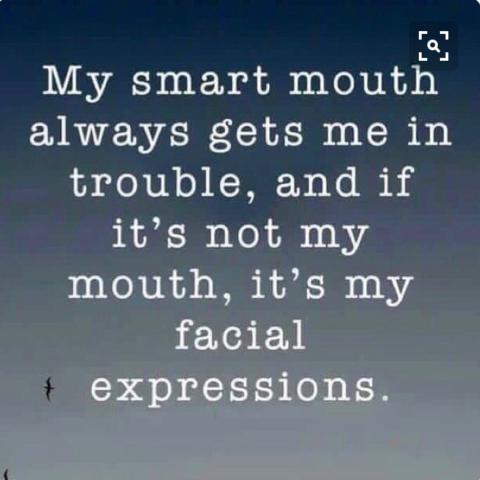 My smart mouth
always gets me in
trouble, and if
it's not my
mouth, it's my
facial
expressions.